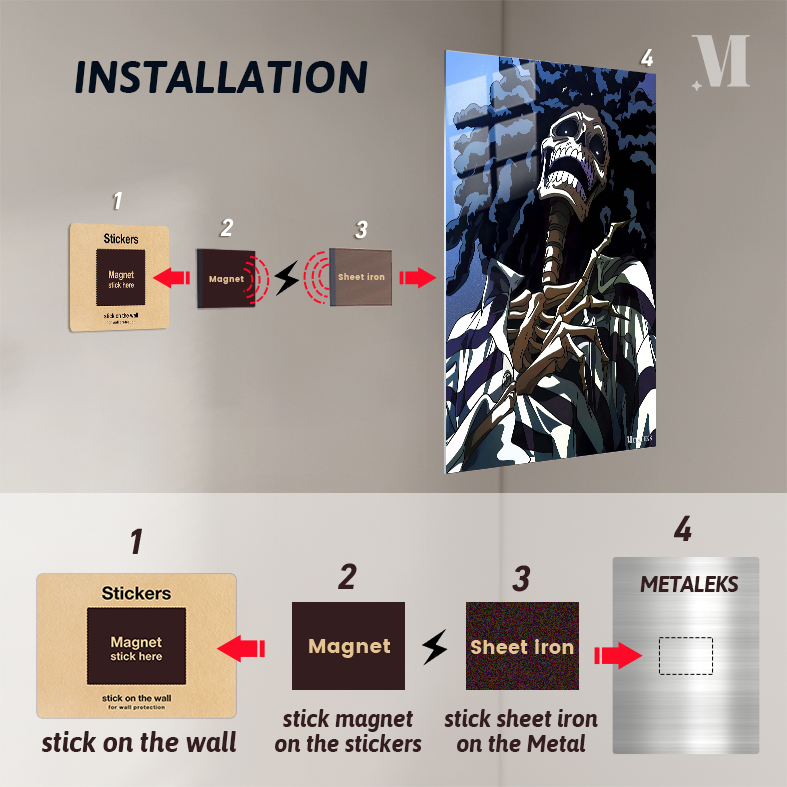 INSTALLATION
M
4
1
2
3
Stickers
Magnet
stick here
stick on the wall
for wall protection
Magnet
Sheet iron
METALEKS
1
2
3
4
Stickers
Magnet
stick here
stick on the wall
for wall protection
Magnet
Sheet iron
METALEKS
stick on the wall
stick magnet
on the stickers
stick sheet iron
on the Metal